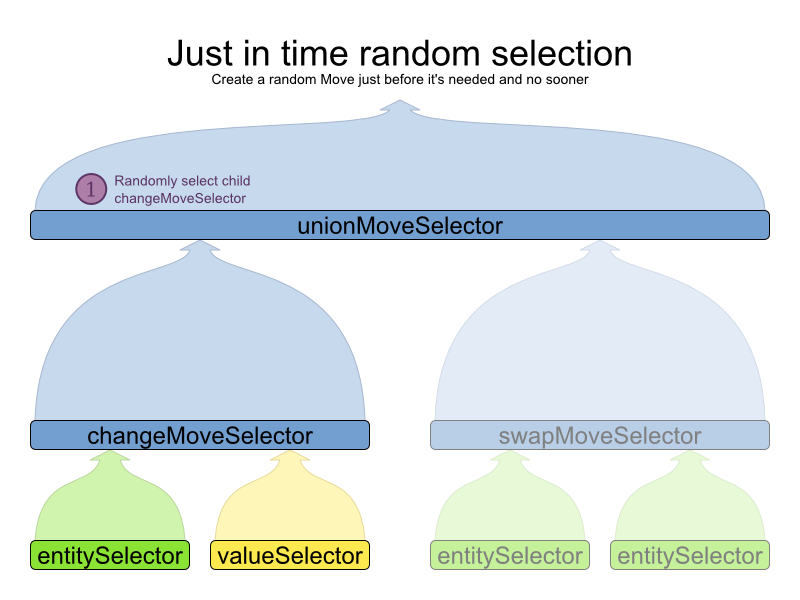 Just in time random selection
Create a random Move just before it's needed and no sooner
1 Randomly select child
changeMoveSelector
unionMoveSelector
changeMoveSelector
swapMoveSelector
entitySelector
valueSelector
entitySelector
entitySelector